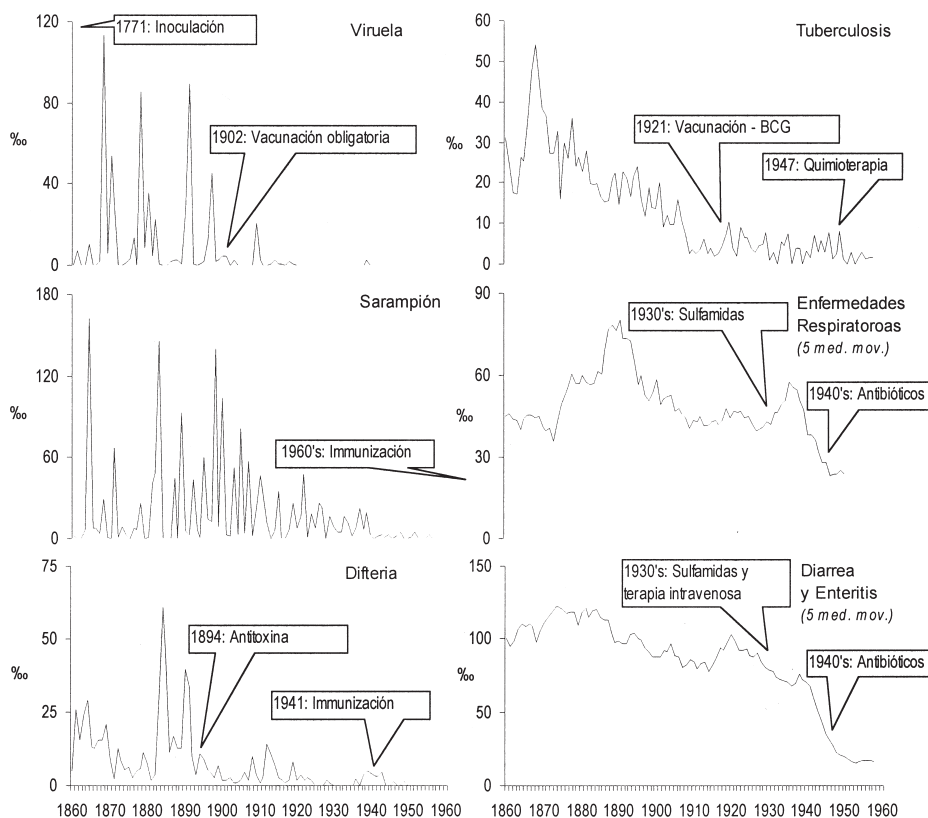 120
80
40
0
‰
1771: Inoculación
Viruela
1902: Vacunación obligatoria
60
50
40
30
20
10
0
‰
Tuberculosis
1921: Vacunación - BCG
1947: Quimioterapia
180
120
60
0
‰
Sarampión
1960's: Inmunización
90
60
30
0
‰
1930's: Sulfamidas
Enfermedades
Respiratoroas
(5 med. mov.)
1940's: Antibióticos
75
50
25
0
‰
Difteria
1894: Antitoxina
1941: Immunización
1860 1870 1880 1890 1900 1910 1920 1930 1940 1950 1960
150
100
50
0
‰
1930's: Sulfamidas y
terapia intravenosa
Diarrea
y Enteritis
(5 med. mov.)
1940's: Antibióticos
1860 1870 1880 1890 1900 1910 1920 1930 1940 1950 1960